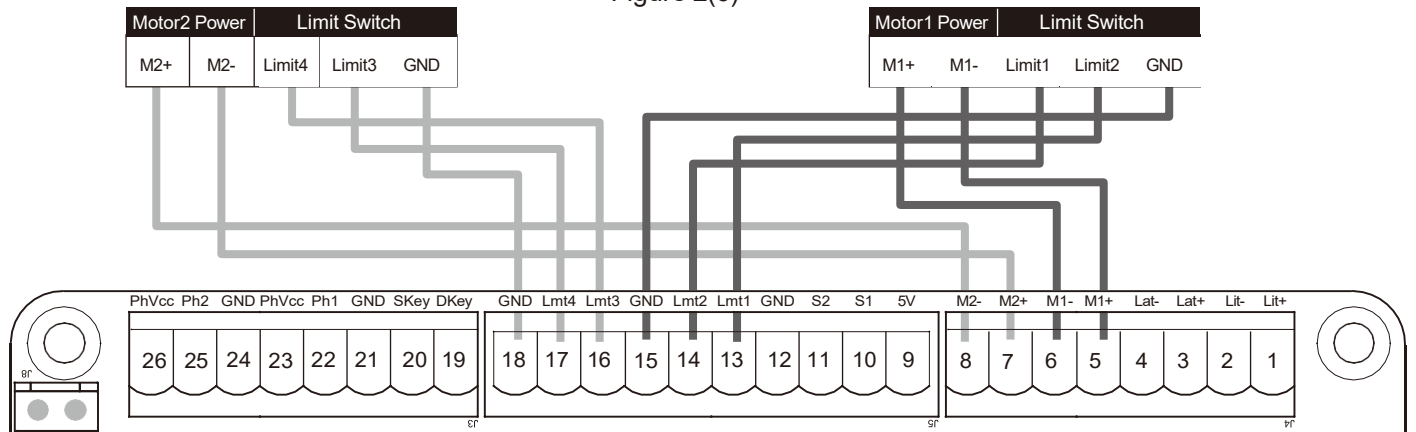 Motor2 Power Limit Switch
M2+ M2- Limit4 Limit3 GND
Motor1 Power Limit Switch
M1+ M1- Limit1 Limit2 GND
PhVcc Ph2 GND PhVcc Ph1 GND SKey DKey
26 25 24 23 22 21 20 19
J3
GND Lmt4 Lmt3 GND Lmt2 Lmt1 GND S2 S1 5V
18 17 16 15 14 13 12 11 10 9
J5
M2- M2+ M1- M1+ Lat- Lat+ Lit- Lit+
8 7 6 5 4 3 2 1
J4
J8